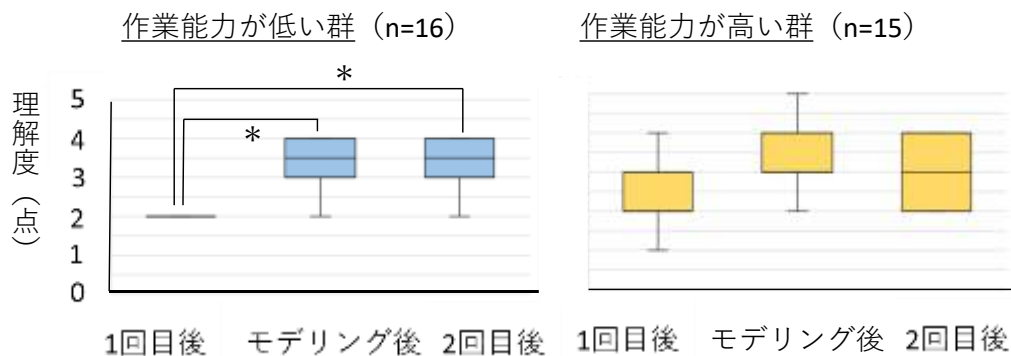 作業能力が低い群（n=16）
作業能力が高い群（n=15）
理解度（点）
5
4
3
2
1
0
*
*
1回目後 モデリング後 2回目後
1回目後 モデリング後 2回目後